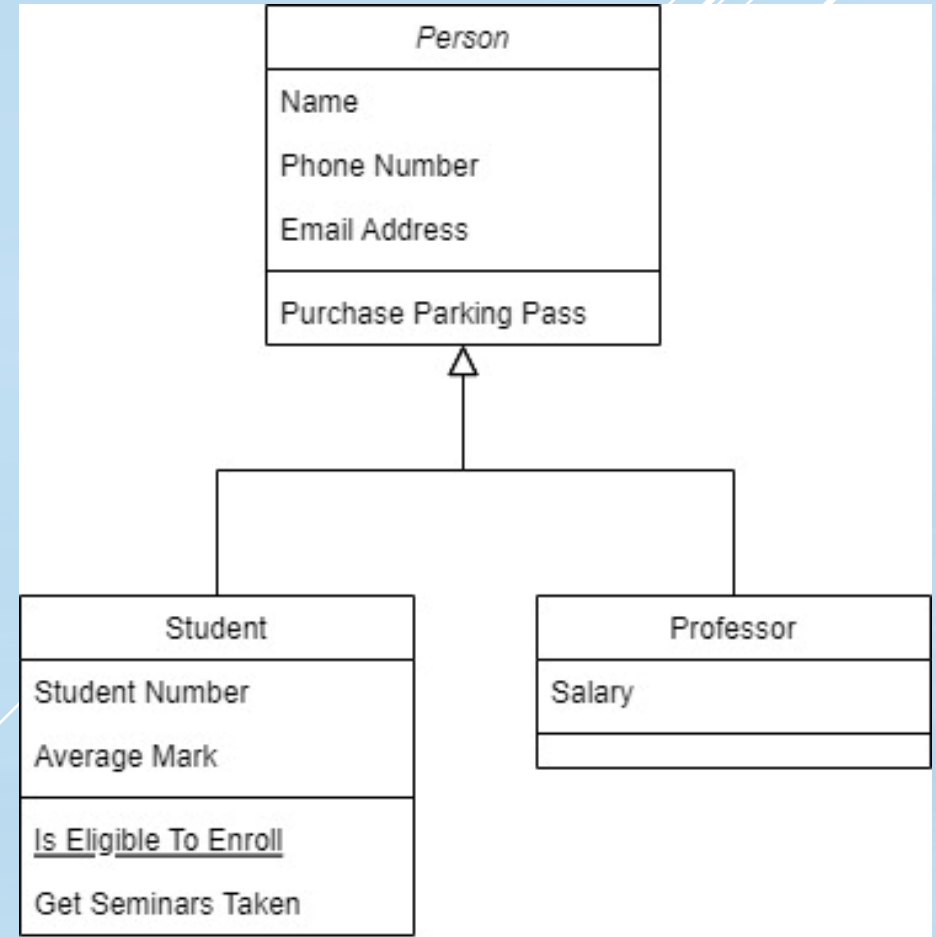 Person
Name
Phone Number
Email Address
Purchase Parking Pass
Student
Student Number
Average Mark
Is Eligible To Enroll
Get Seminars Taken
Professor
Salary